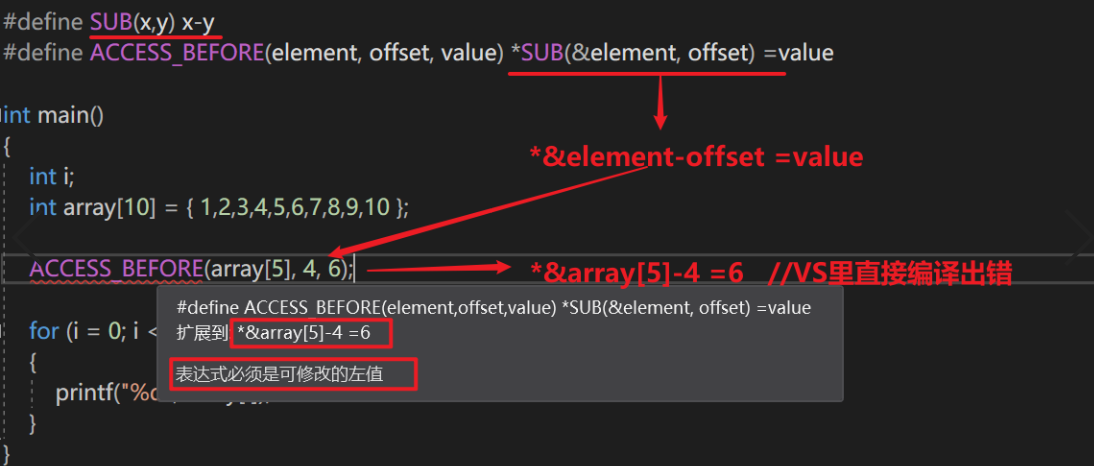 #define SUB(x,y) x-y
#define ACCESS_BEFORE(element, offset, value) *SUB(&element, offset) =value
int main()
{
*&element-offset =value
int i;
int array[10] = { 1,2,3,4,5,6,7,8,9,10 };
ACCESS_BEFORE(array[5], 4, 6); *&array[5]-4 =6 //VS里直接编译出错
#define ACCESS_BEFORE(element,offset,value) *SUB(&element, offset) =value
for (i = 0; i < 扩展到: *&array[5]-4 =6
{
表达式必须是可修改的左值
printf("%
}
}